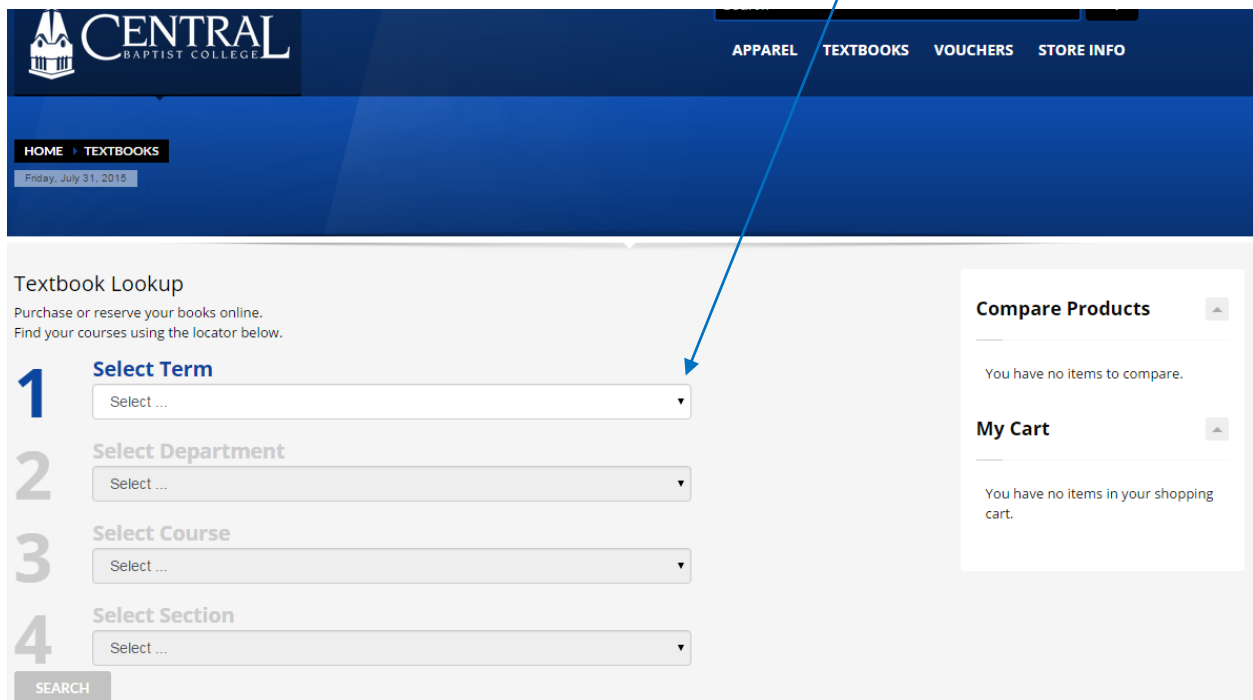 CENTRAL
BAPTIST COLLEGE
APPAREL TEXTBOOKS VOUCHERS STORE INFO
HOME TEXTBOOKS
Friday, July 31, 2015
Textbook Lookup
Purchase or reserve your books online.
Find your courses using the locator below.
1 Select Term
Select ...
2 Select Department
Select ...
3 Select Course
Select ...
4 Select Section
Select ...
SEARCH
Compare Products
You have no items to compare.
My Cart
You have no items in your shopping
cart.